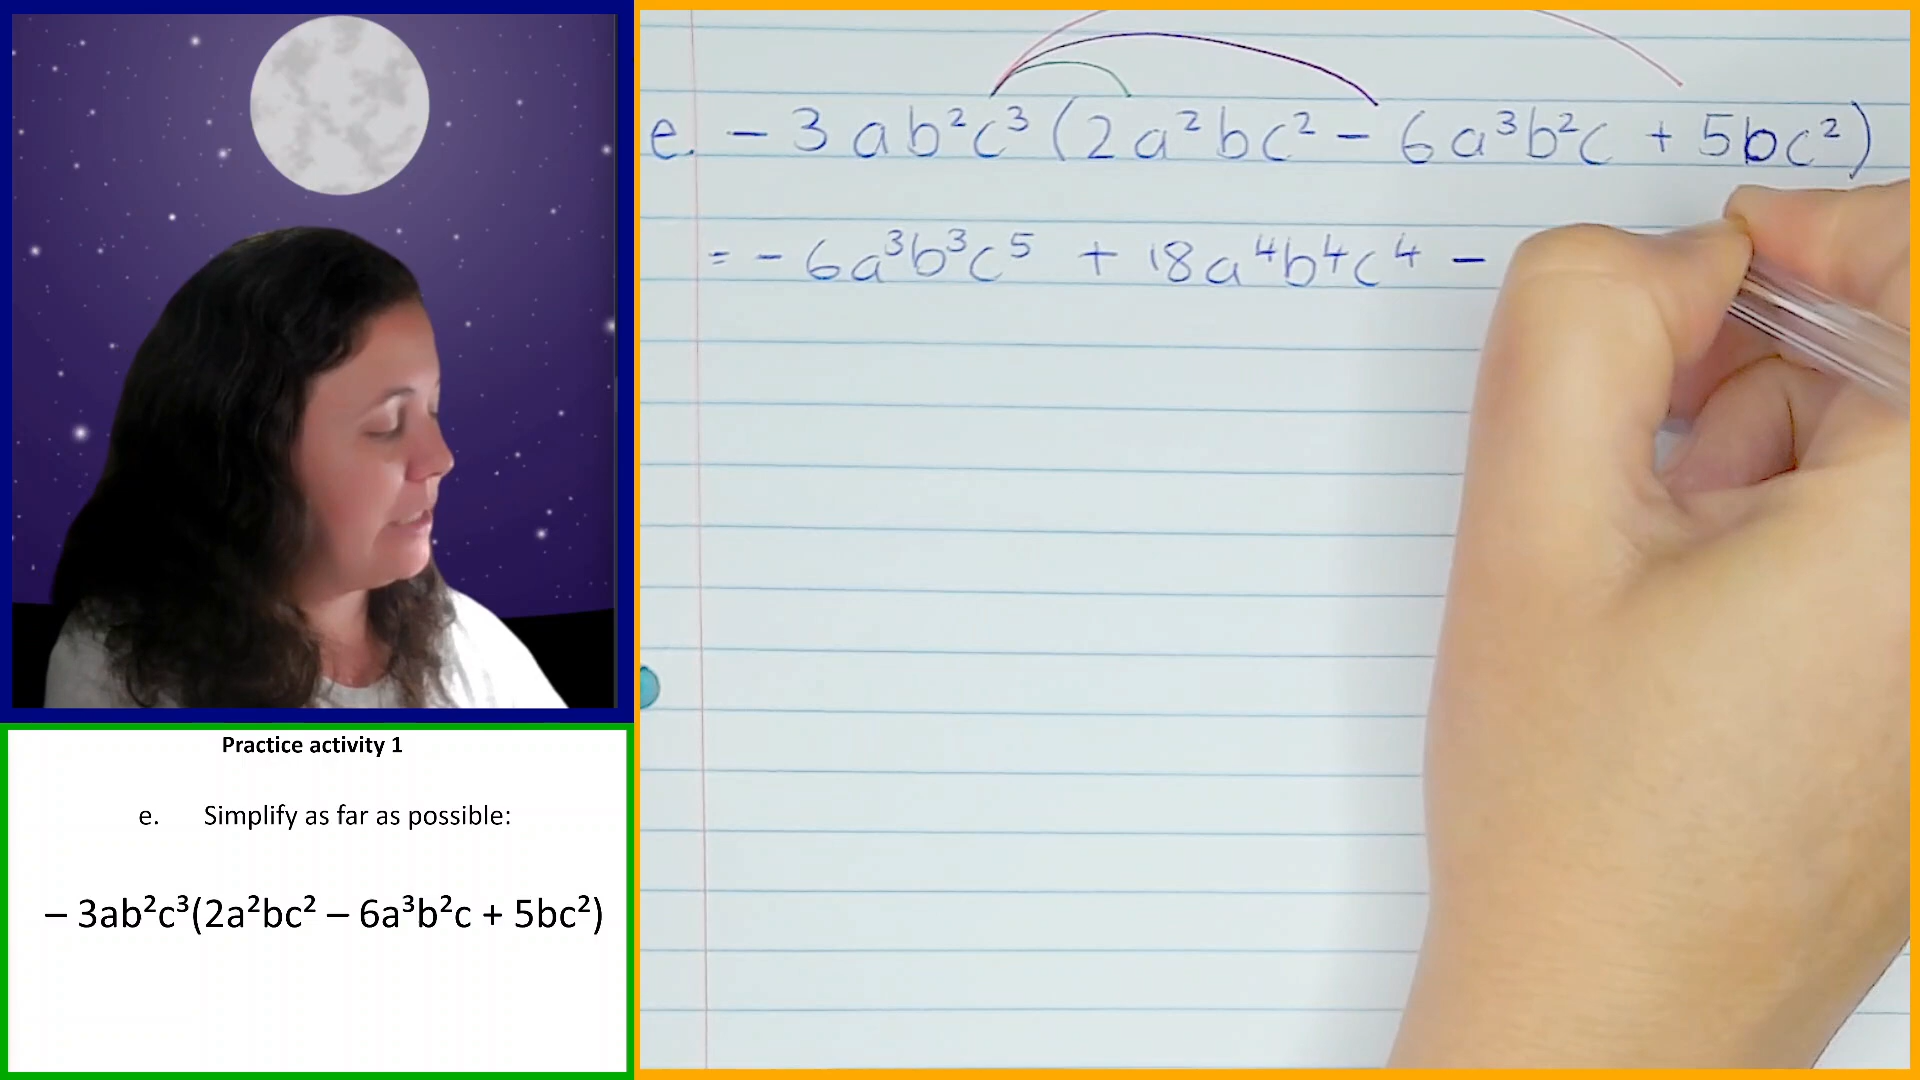 e. - 3 ab²c³ (2a²bc² - 6a³b²c + 5bc²)
= - 6a³b³c⁵ + 18a⁴b⁴c⁴ -
Practice activity 1
e. Simplify as far as possible:
– 3ab²c³(2a²bc² – 6a³b²c + 5bc²)